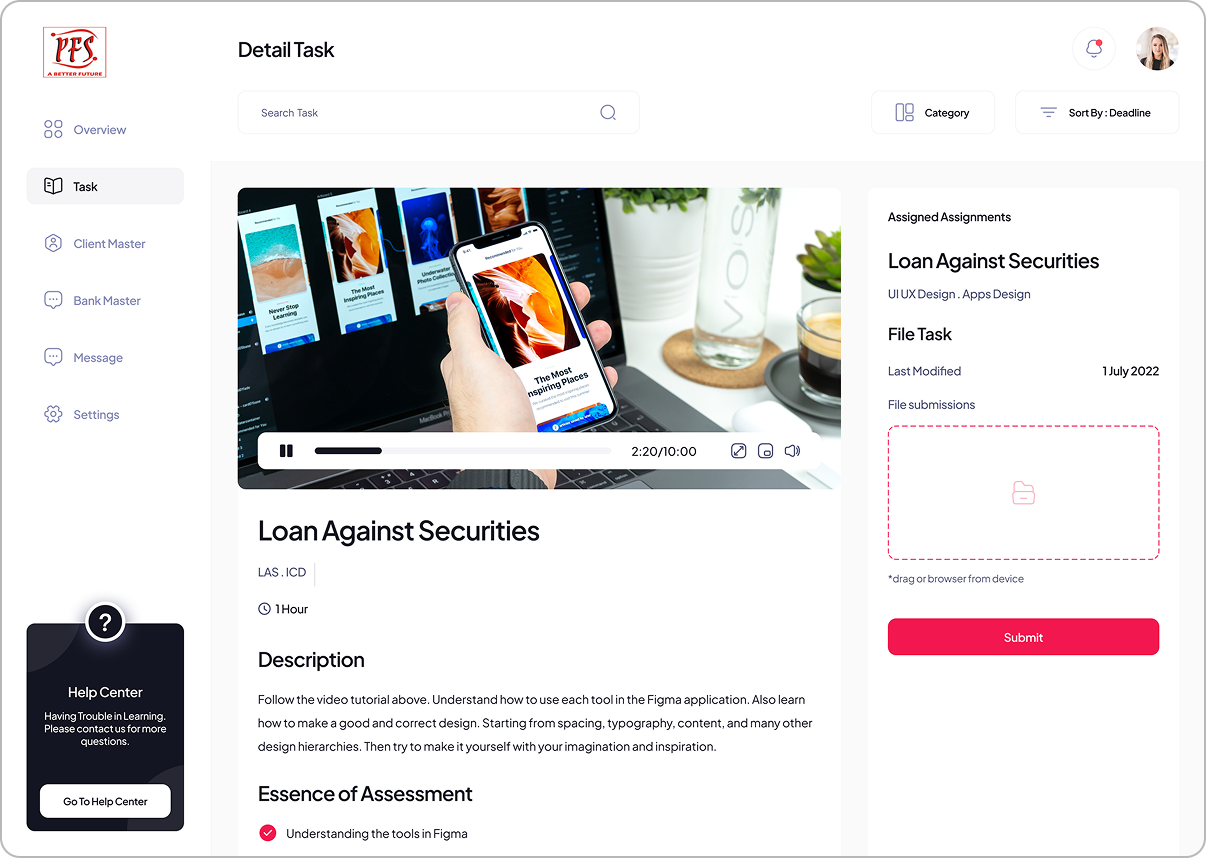 PFS.
A BETTER FUTURE
Detail Task
Search Task
Category
Sort By : Deadline
Overview
Task
Client Master
Bank Master
Message
Settings
Help Center
Having Trouble in Learning.
Please contact us for more
questions.
Go To Help Center
Never Stop
Learning
The Most
Inspiring Places
Underwater
Photo Collection
Recommended for You
The Most
Inspiring Places
MacBook Pro
2:20/10:00
Loan Against Securities
LAS . ICD
1 Hour
Description
Follow the video tutorial above. Understand how to use each tool in the Figma application. Also learn
how to make a good and correct design. Starting from spacing, typography, content, and many other
design hierarchies. Then try to make it yourself with your imagination and inspiration.
Essence of Assessment
Understanding the tools in Figma
Assigned Assignments
Loan Against Securities
UI UX Design . Apps Design
File Task
Last Modified
1 July 2022
File submissions
*drag or browser from device
Submit